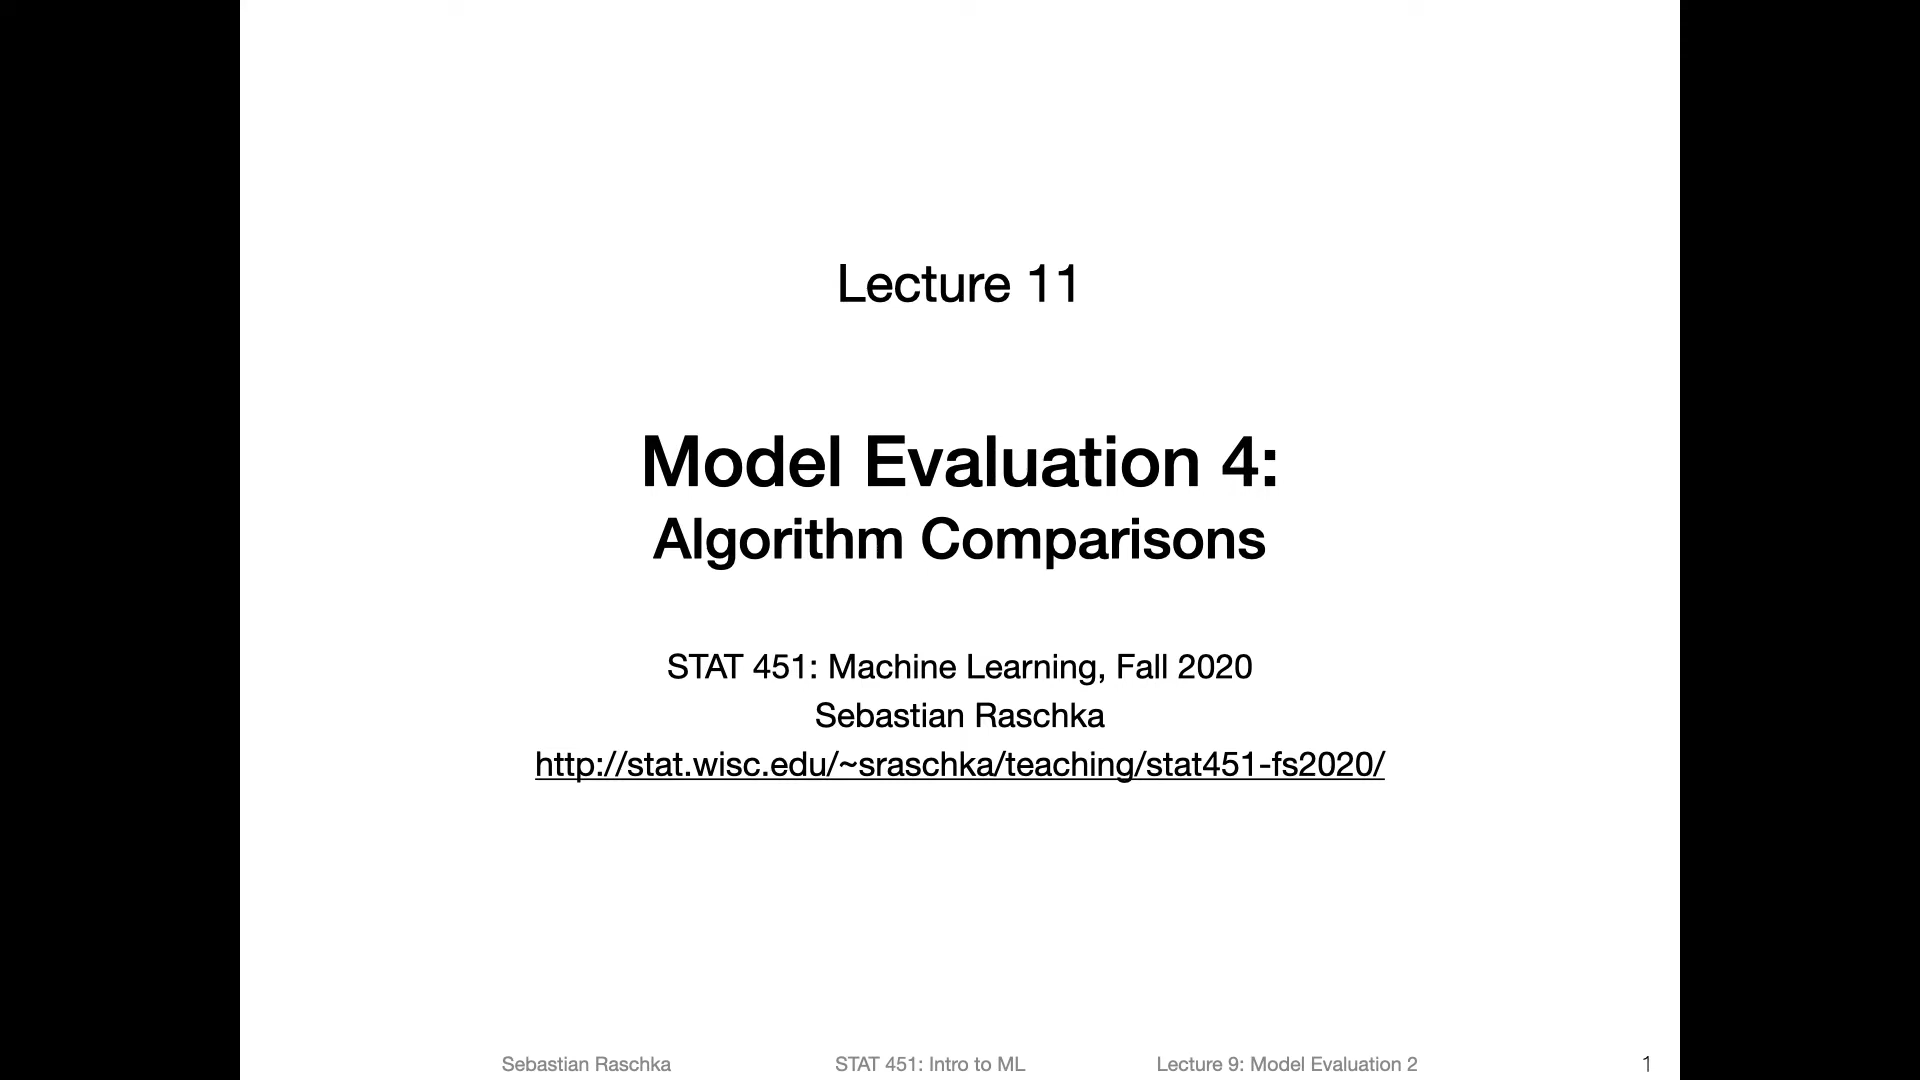 Lecture 11
Model Evaluation 4:
Algorithm Comparisons
STAT 451: Machine Learning, Fall 2020
Sebastian Raschka
http://stat.wisc.edu/~sraschka/teaching/stat451-fs2020/
Sebastian Raschka STAT 451: Intro to ML Lecture 9: Model Evaluation 2 1